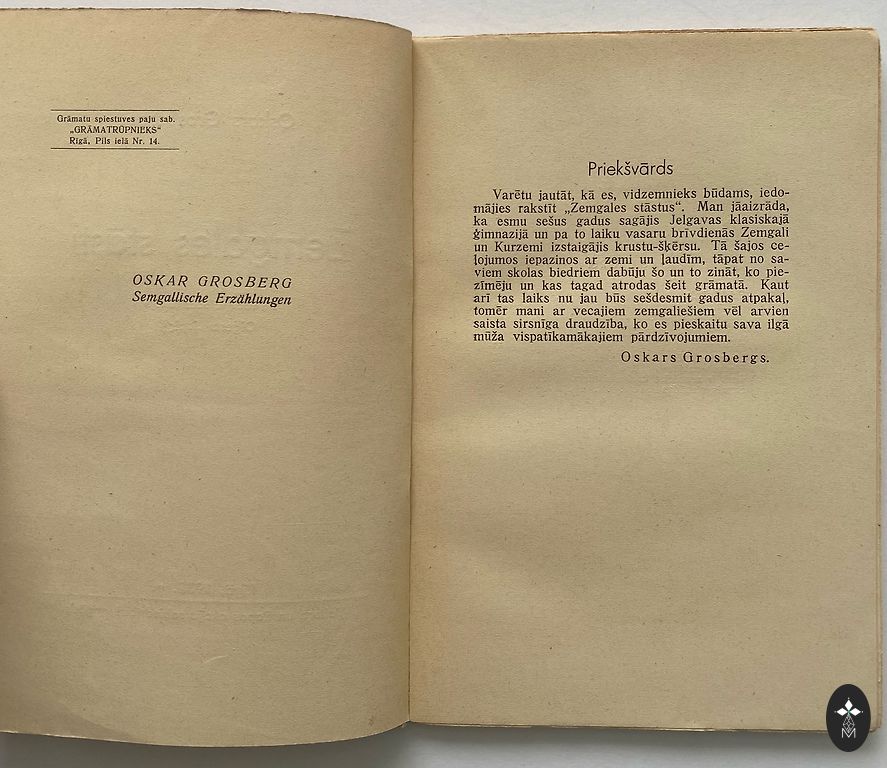 Grāmatu spiestuves paju sab.
„GRĀMATRŪPNIEKS“
Rīgā, Pils ielā Nr. 14.
OSKAR GROSBERG
Semgallische Erzählungen
Priekšvārds
Varētu jautāt, kā es, vidzemnieks būdams, iedo-
mājies rakstīt „Zemgales stāstus“. Man jāaizrāda,
ka esmu sešus gadus sagājis Jelgavas klasiskajā
ģimnazijā un pa to laiku vasaru brīvdienās Zemgali
un Kurzemi izstaigājis krustu-šķērsu. Tā šajos ce-
ļojumos iepazinos ar zemi un ļaudīm, tāpat no sa-
viem skolas biedriem dabūju šo un to zināt, ko pie-
zīmēju un kas tagad atrodas šeit grāmatā. Kaut
arī tas laiks nu jau būs sešdesmit gadus atpakaļ,
tomēr mani ar vecajiem zemgaliešiem vēl arvien
saista sirsnīga draudzība, ko es pieskaitu sava ilgā
mūža vispatīkamākajiem pārdzīvojumiem.
Oskars Grosbergs.
M